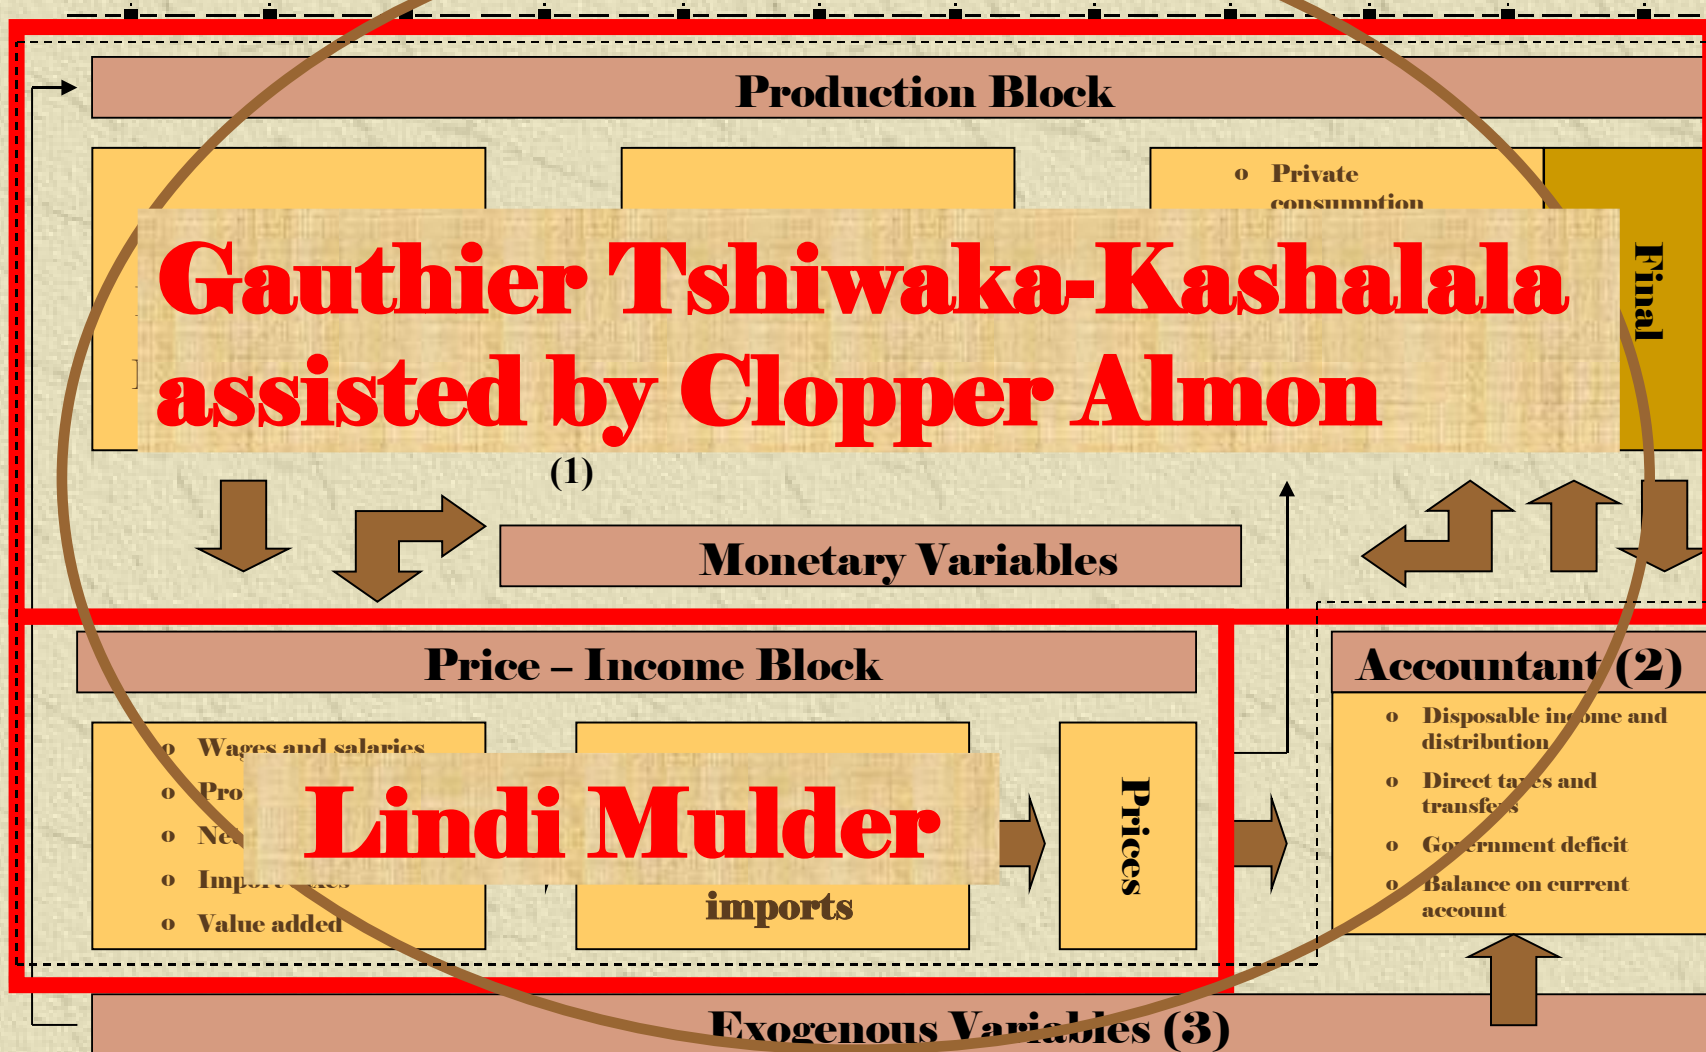 Production Block
o Private
consumption
Final
Gauthier Tshiwaka-Kashalala
assisted by Clopper Almon
(1)
Monetary Variables
Price – Income Block
Accountant (2)
o Wages and salaries
o
o
o
o Value added
Lindi Mulder
imports
Prices
o Disposable income and
distribution
o Direct taxes and
transfers
o Government deficit
o Balance on current
account
Exogenous Variables (3)